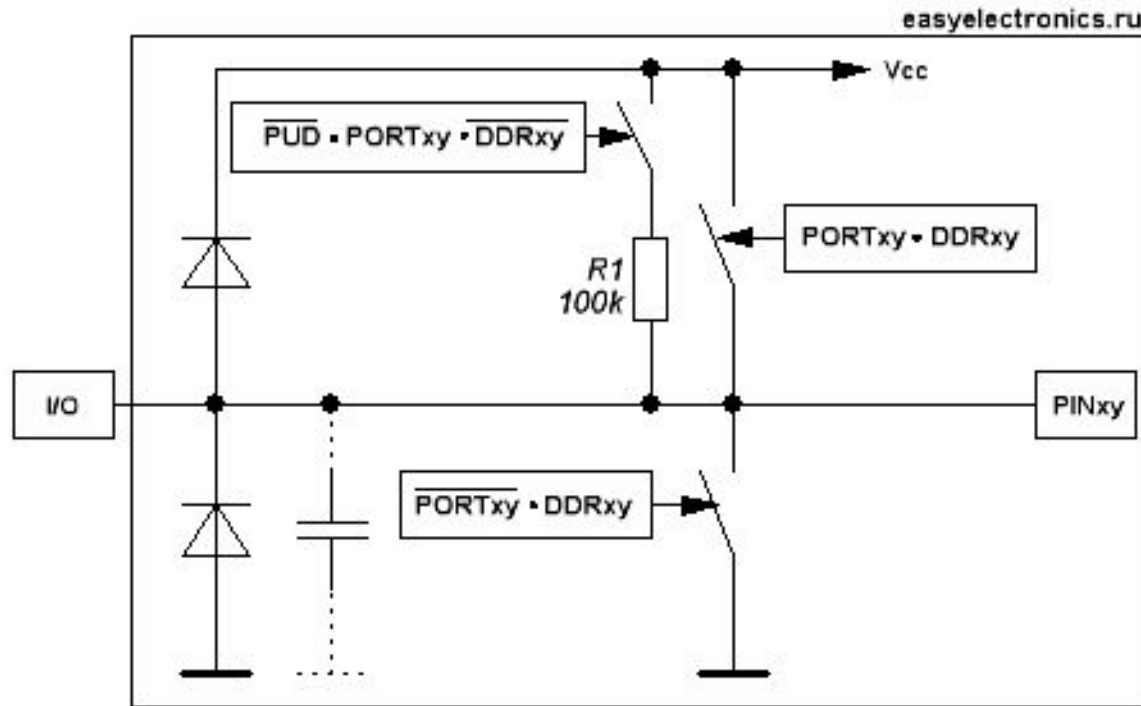 easyelectronics.ru
Vcc
PUD • PORTxy • DDRxy
PORTxy • DDRxy
R1
100k
I/O
PINxy
PORTxy • DDRxy